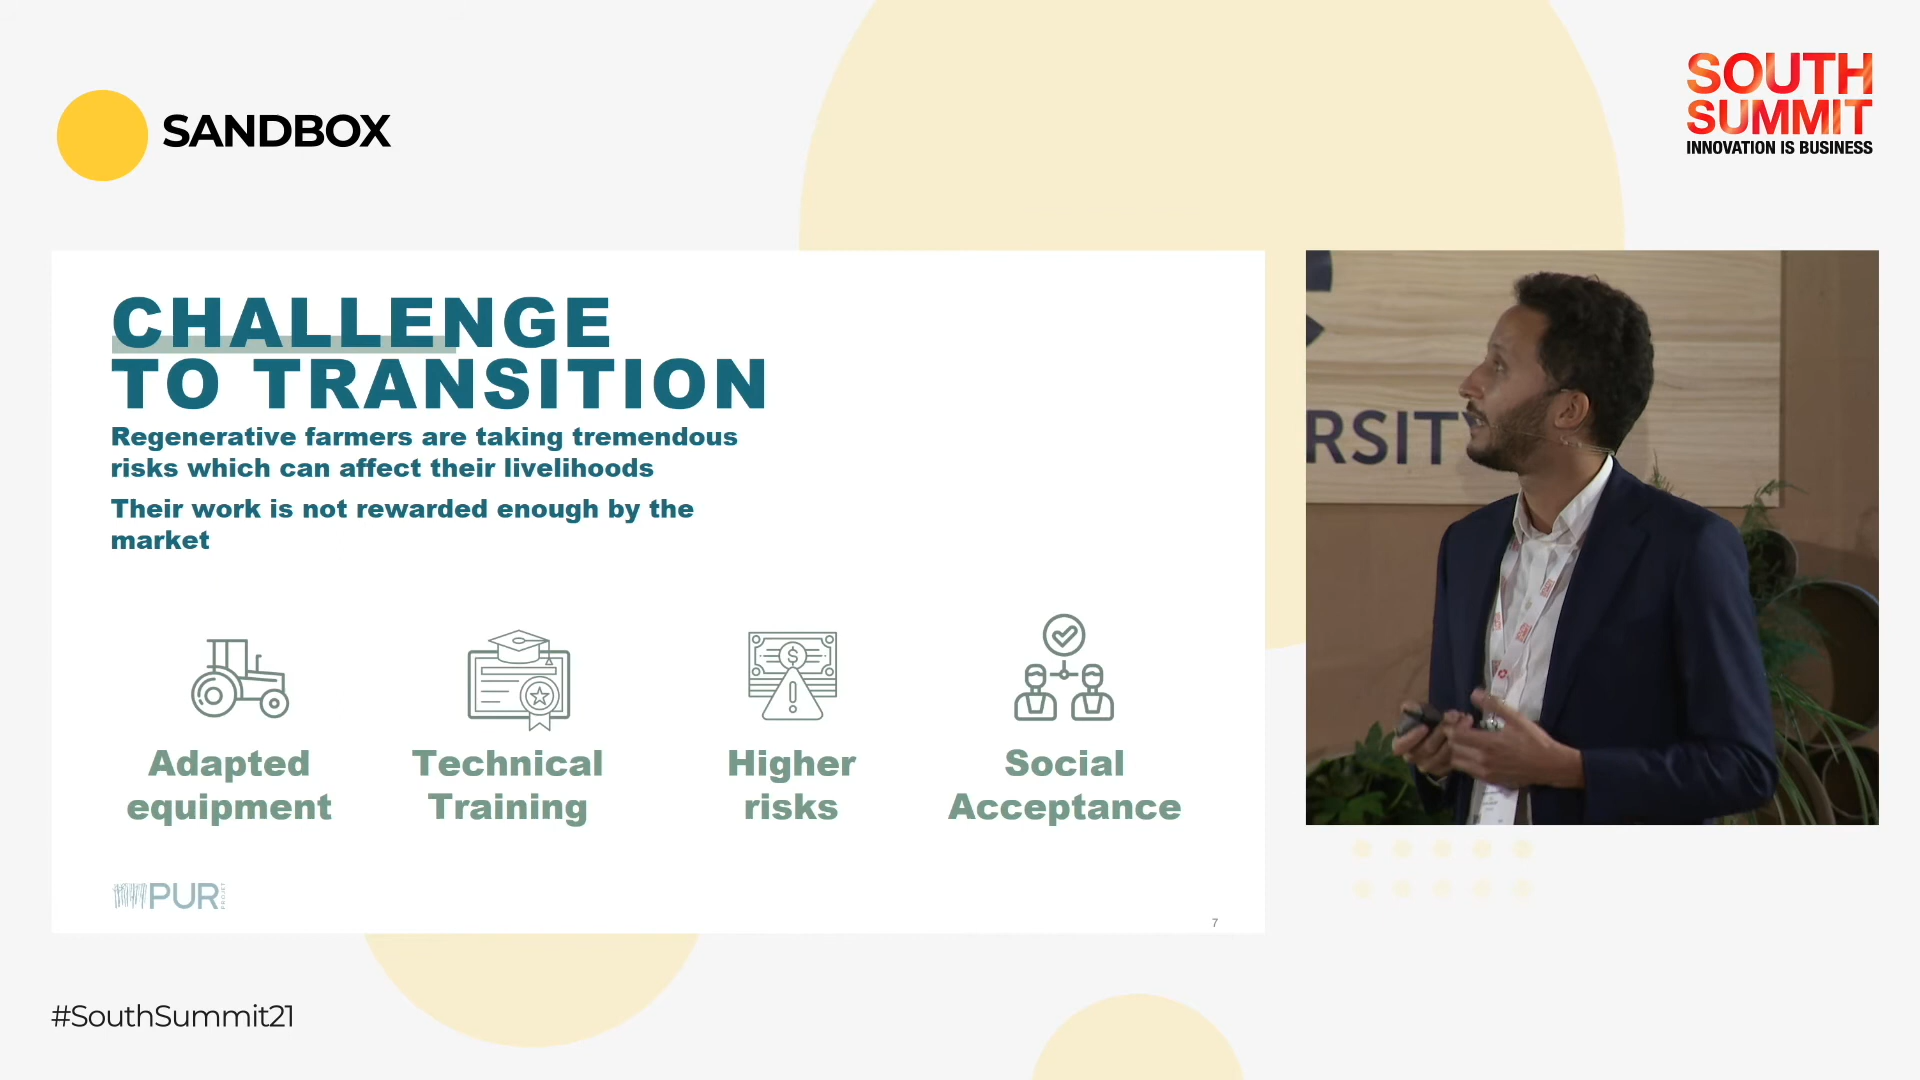 SANDBOX
SOUTH
SUMMIT
INNOVATION IS BUSINESS
CHALLENGE
TO TRANSITION
Regenerative farmers are taking tremendous
risks which can affect their livelihoods
Their work is not rewarded enough by the
market
Adapted
equipment
Technical
Training
Higher
risks
Social
Acceptance
PUR
PROJET
7
RSITY
#SouthSummit21